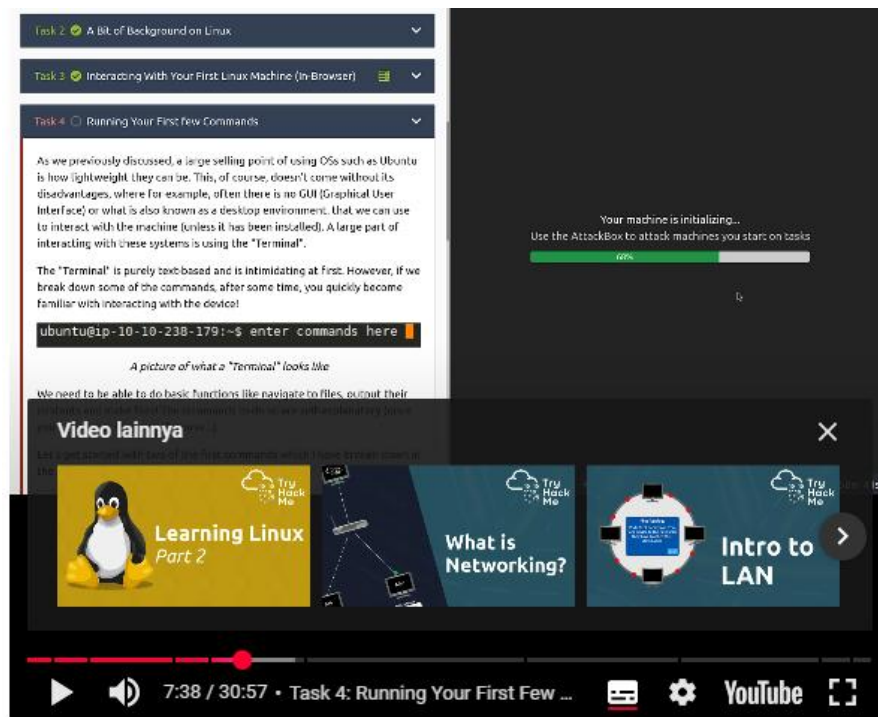 Task 2 A Bit of Background on Linux
Task 3 Interacting With Your First Linux Machine (In-Browser)
Task 4 Running Your First few Commands
As we previously discussed, a large selling point of using OSs such as Ubuntu
is how lightweight they can be. This, of course, doesn't come without its
disadvantages, where for example, often there is no GUI (Graphical User
Interface) or what is also known as a desktop environment, that we can use
to interact with the machine (unless it has been installed). A large part of
interacting with these systems is using the "Terminal".
The "Terminal" is purely text-based and is intimidating at first. However, if we
break down some of the commands, after some time, you quickly become
familiar with interacting with the device!
ubuntu@ip-10-10-238-179:~$ enter commands here
A picture of what a "Terminal" looks like
We need to be able to do basic functions like navigate to files, output their
Your machine is initializing...
Use the AttackBox to attack machines you start on tasks
68%
Video lainnya
Try
Hack
Me
Learning Linux
Part 2
Try
Hack
Me
What is
Networking?
Try
Hack
Me
Intro to
LAN
7:38 / 30:57 • Task 4: Running Your First Few ...
YouTube